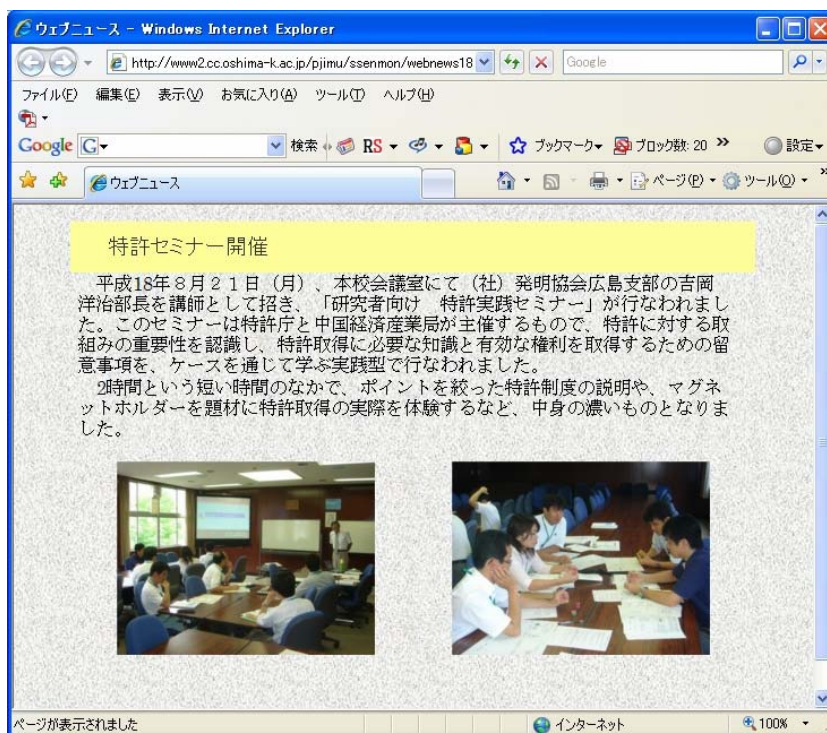 ウェブニュース - Windows Internet Explorer
http://www2.cc.oshima-k.ac.jp/pjimu/ssenmon/webnews18
Google
ファイル(F) 編集(E) 表示(V) お気に入り(A) ツール(T) ヘルプ(H)
Google G 検索 RS ブックマーク ブロック数: 20 » 設定
ウェブニュース ページ(P) ツール(O) »
特許セミナー開催
平成18年8月21日（月）、本校会議室にて（社）発明協会広島支部の吉岡
洋治部長を講師として招き、「研究者向け 特許実践セミナー」が行なわれまし
た。このセミナーは特許庁と中国経済産業局が主催するもので、特許に対する取
組みの重要性を認識し、特許取得に必要な知識と有効な権利を取得するための留
意事項を、ケースを通じて学ぶ実践型で行なわれました。
2時間という短い時間のなかで、ポイントを絞った特許制度の説明や、マグネ
ットホルダーを題材に特許取得の実際を体験するなど、中身の濃いものとなりま
した。
ページが表示されました インターネット 100%